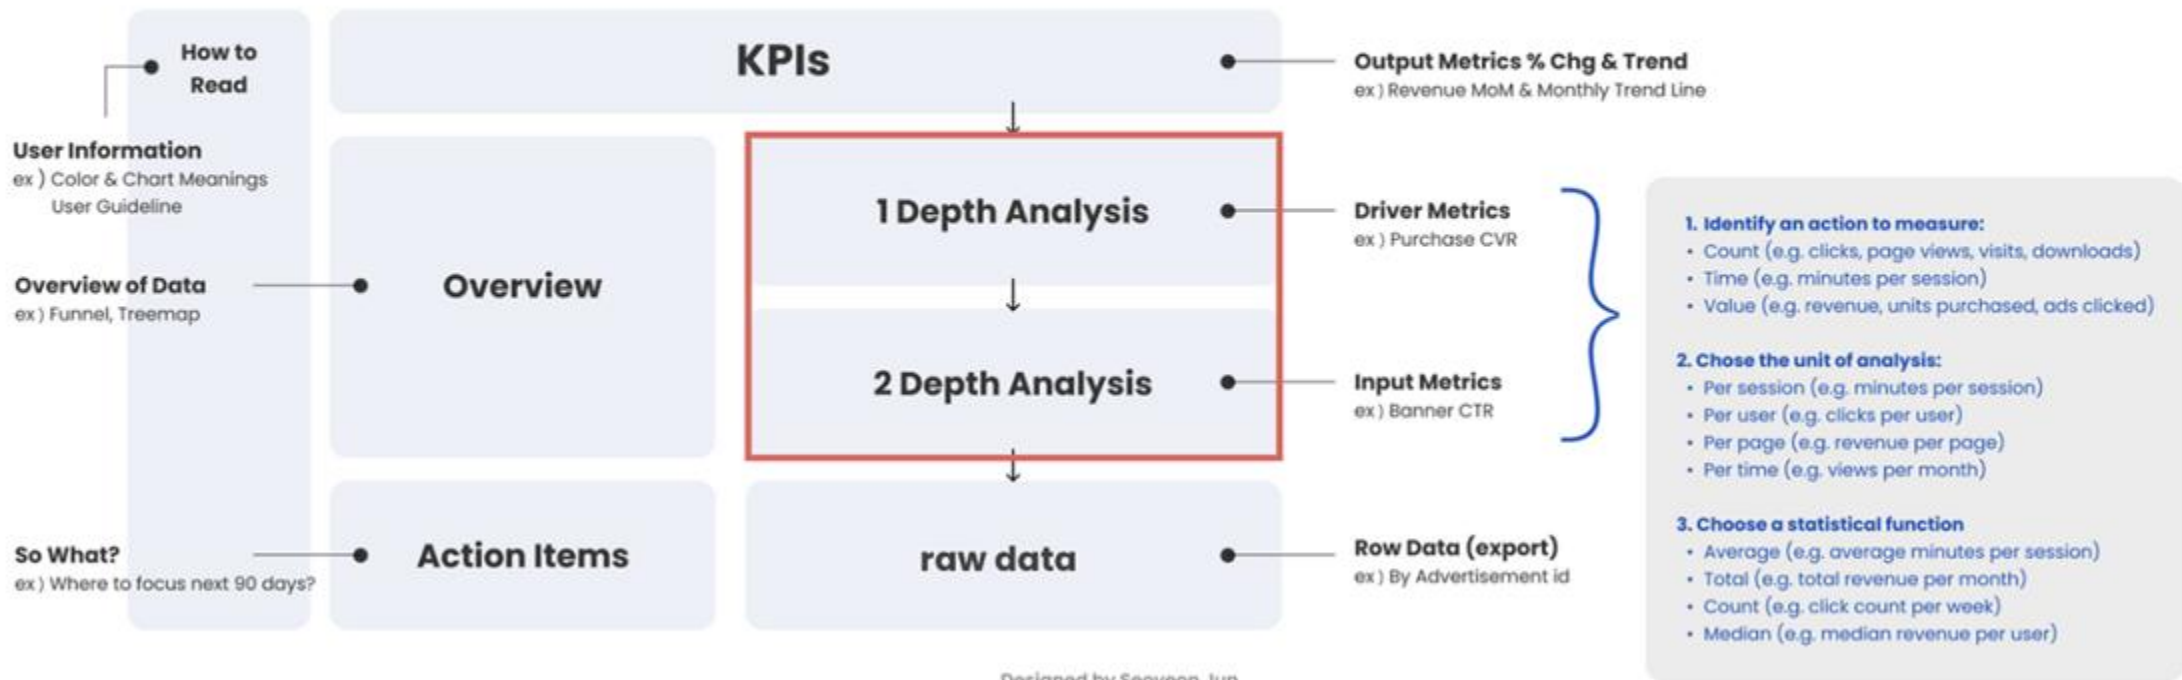 How to
Read
KPIs
Output Metrics % Chg & Trend
ex ) Revenue MoM & Monthly Trend Line
User Information
ex ) Color & Chart Meanings
User Guideline
1 Depth Analysis
Driver Metrics
ex ) Purchase CVR
Overview of Data
ex ) Funnel, Treemap
Overview
2 Depth Analysis
Input Metrics
ex ) Banner CTR
So What?
ex ) Where to focus next 90 days?
Action Items
raw data
Row Data (export)
ex ) By Advertisement id
1. Identify an action to measure:
• Count (e.g. clicks, page views, visits, downloads)
• Time (e.g. minutes per session)
• Value (e.g. revenue, units purchased, ads clicked)
2. Chose the unit of analysis:
• Per session (e.g. minutes per session)
• Per user (e.g. clicks per user)
• Per page (e.g. revenue per page)
• Per time (e.g. views per month)
3. Choose a statistical function
• Average (e.g. average minutes per session)
• Total (e.g. total revenue per month)
• Count (e.g. click count per week)
• Median (e.g. median revenue per user)
Designed by